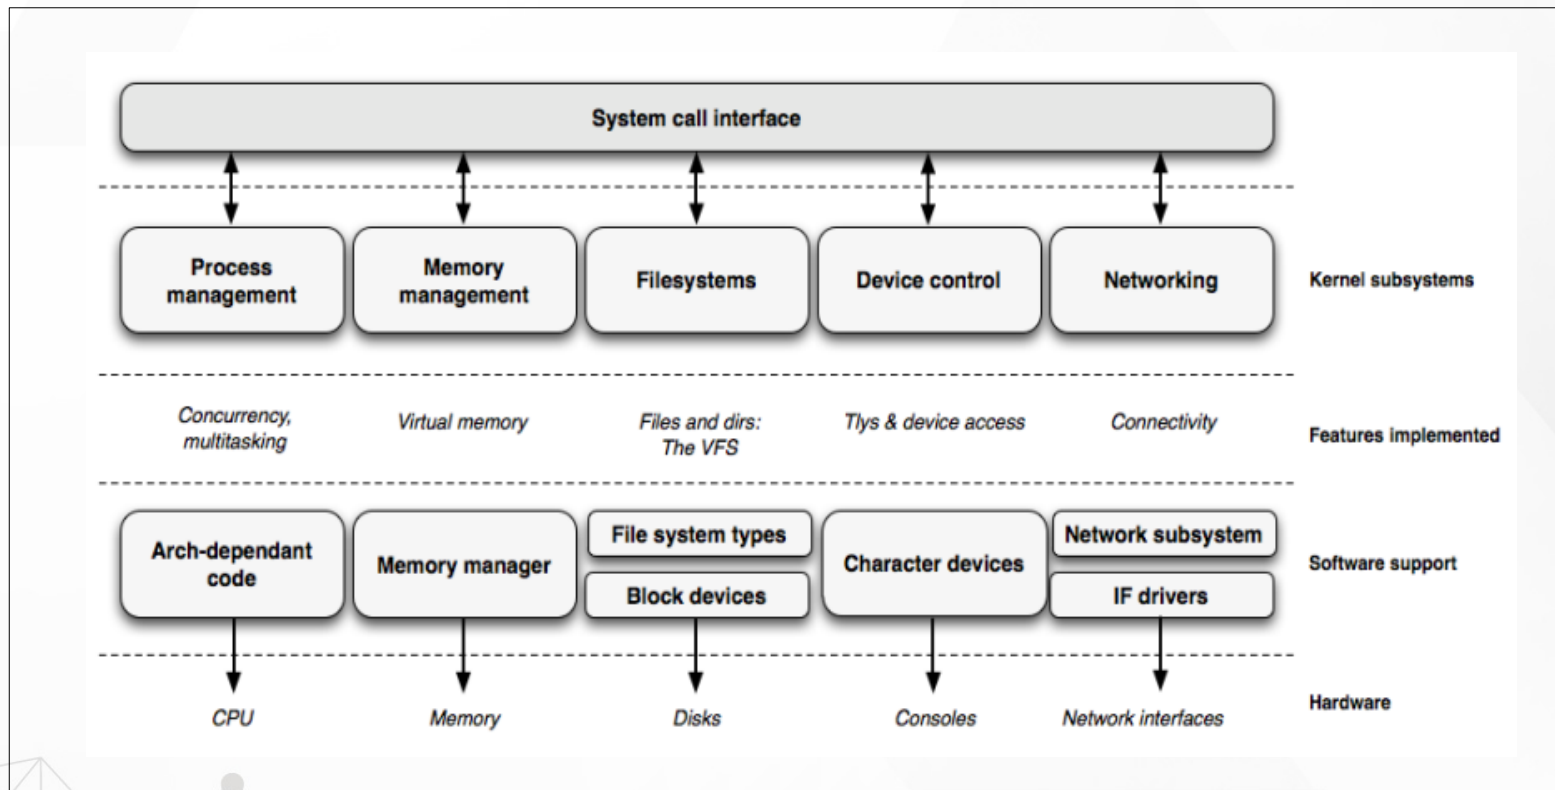 System call interface
Process
management
Memory
management
Filesystems
Device control
Networking
Kernel subsystems
Concurrency,
multitasking
Virtual memory
Files and dirs:
The VFS
Tlys & device access
Connectivity
Features implemented
Arch-dependant
code
Memory manager
File system types
Block devices
Character devices
Network subsystem
IF drivers
Software support
CPU
Memory
Disks
Consoles
Network interfaces
Hardware